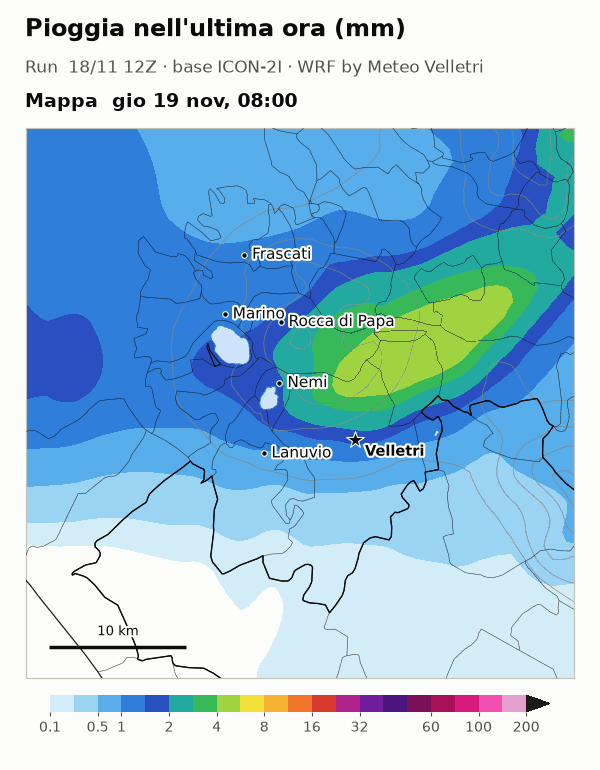 Pioggia nell'ultima ora (mm)
Run 18/11 12Z · base ICON-2I · WRF by Meteo Velletri
Mappa gio 19 nov, 08:00
Frascati
Marino
Rocca di Papa
Nemi
Velletri
Lanuvio
10 km
0.1 0.5 1 2 4 8 16 32 60 100 200